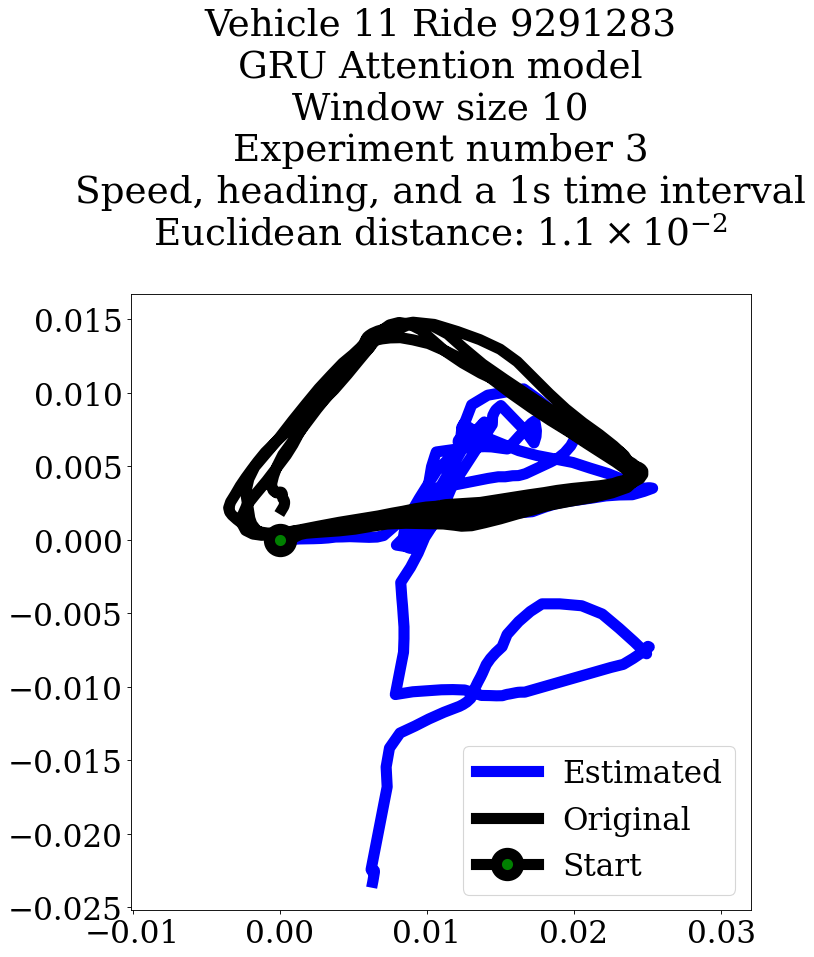 Vehicle 11 Ride 9291283
GRU Attention model
Window size 10
Experiment number 3
Speed, heading, and a 1s time interval
Euclidean distance: 1.1 × 10⁻²
0.015
0.010
0.005
0.000
−0.005
−0.010
−0.015
−0.020
−0.025
Estimated
Original
Start
−0.01 0.00 0.01 0.02 0.03